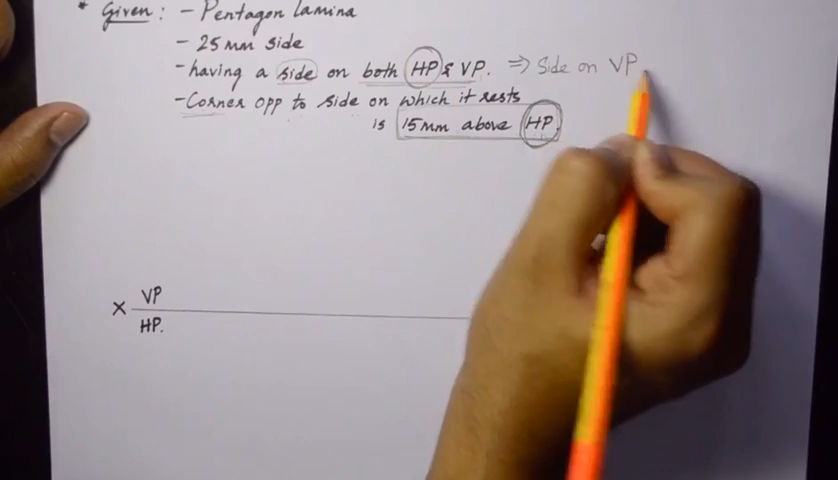 * Given : - Pentagon Lamina
- 25 mm side
- having a side on both HP & VP. ⇒ Side on VP
- Corner opp to side on which it rests
is 15mm above HP.
VP
X
HP.